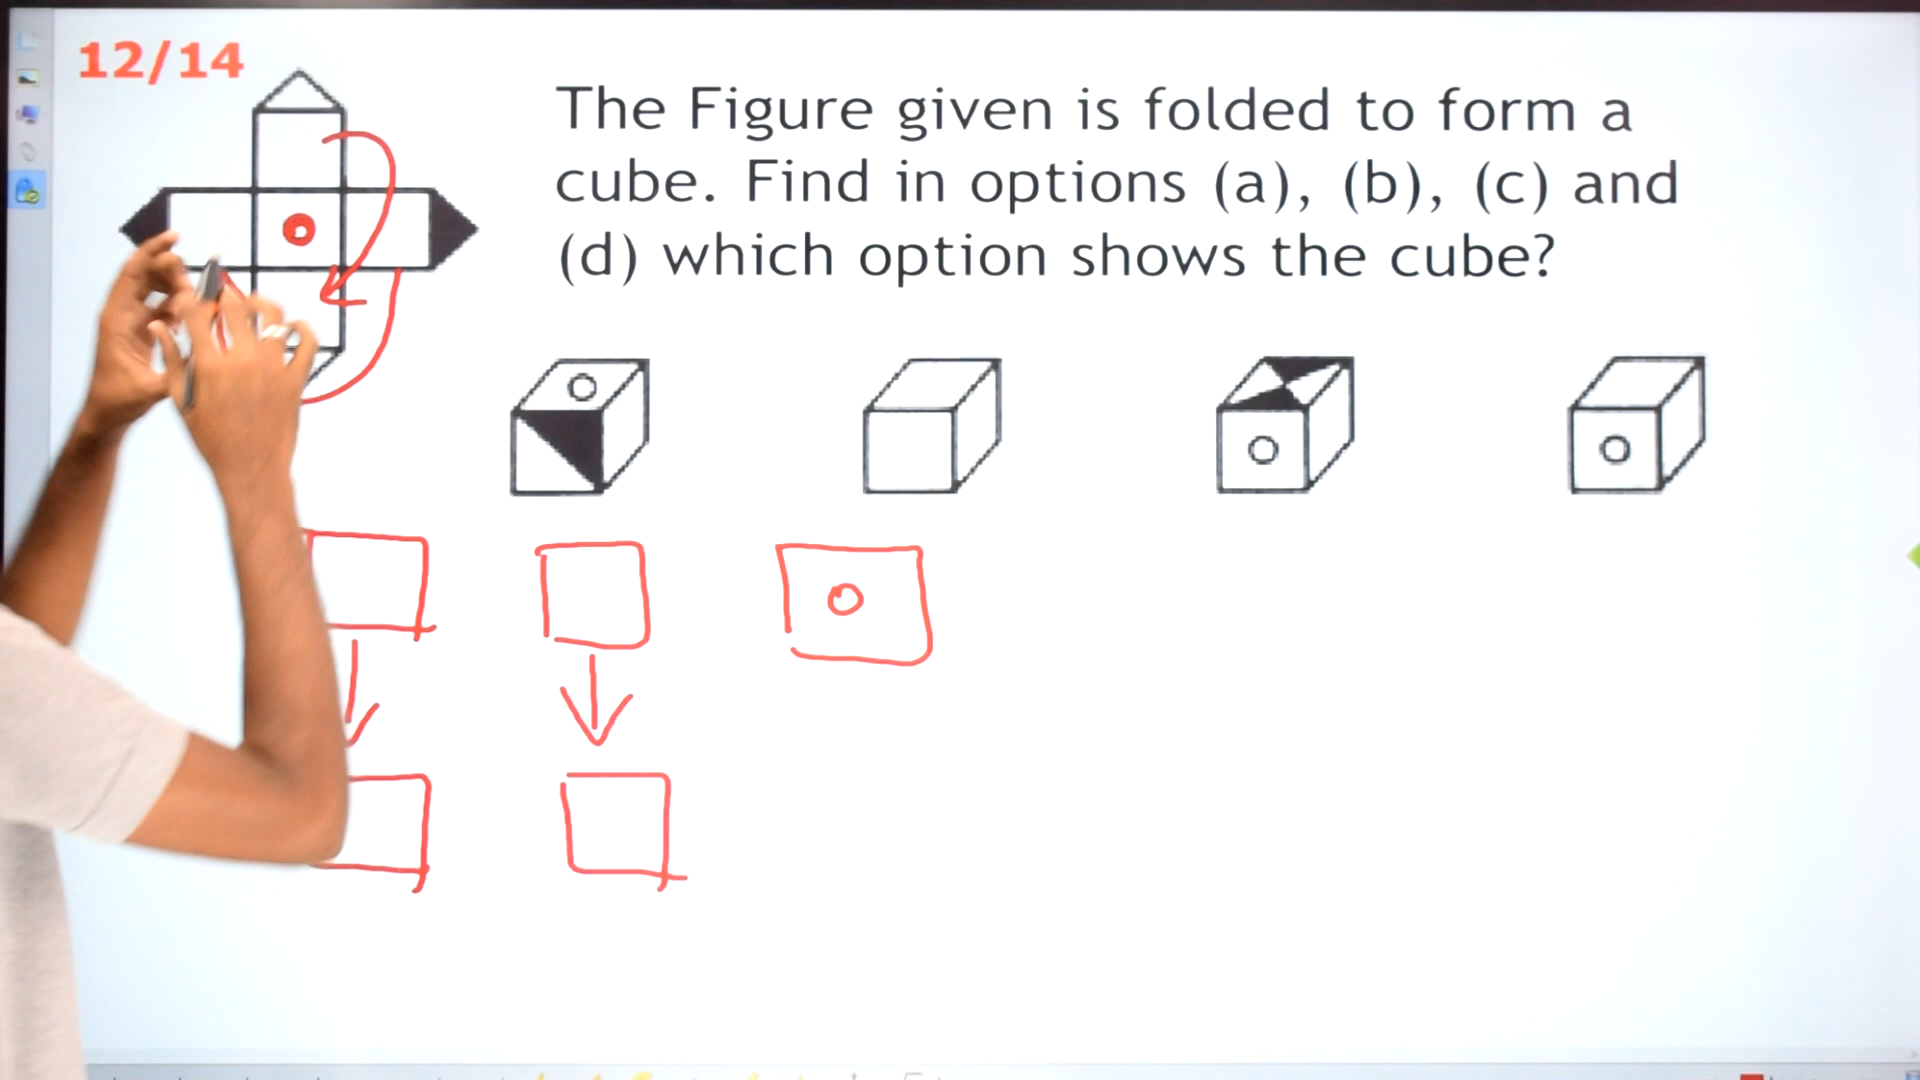 12/14
The Figure given is folded to form a
cube. Find in options (a), (b), (c) and
(d) which option shows the cube?